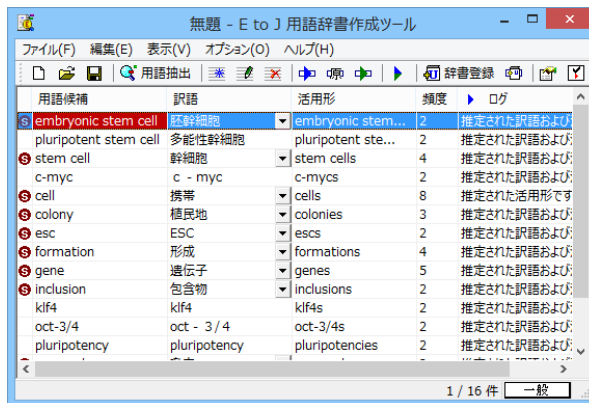 無題 - E to J 用語辞書作成ツール
ファイル(F) 編集(E) 表示(V) オプション(O) ヘルプ(H)
用語抽出 辞書登録
用語候補 訳語 活用形 頻度 ログ
embryonic stem cell 胚幹細胞 embryonic stem... 2 推定された訳語および
pluripotent stem cell 多能性幹細胞 pluripotent ste... 2 推定された訳語および
stem cell 幹細胞 stem cells 4 推定された訳語および
c-myc c - myc c-mycs 2 推定された訳語および
cell 携帯 cells 8 推定された活用形です
colony 植民地 colonies 3 推定された訳語および
esc ESC escs 2 推定された訳語および
formation 形成 formations 4 推定された訳語および
gene 遺伝子 genes 5 推定された訳語および
inclusion 包含物 inclusions 2 推定された訳語および
klf4 klf4 klf4s 2 推定された訳語および
oct-3/4 oct - 3 / 4 oct-3/4s 2 推定された訳語および
pluripotency pluripotency pluripotencies 2 推定された訳語および
1 / 16 件 一般